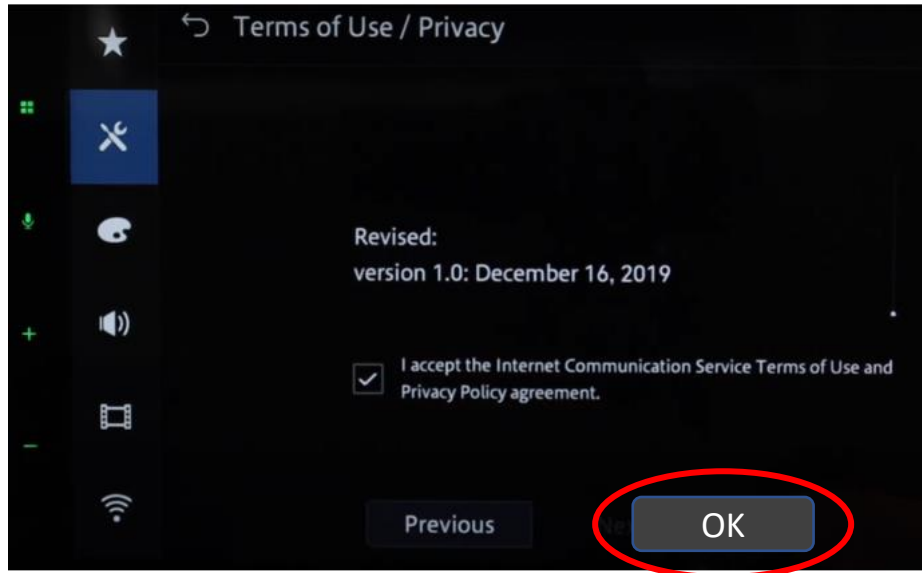 Terms of Use / Privacy
Revised:
version 1.0: December 16, 2019
I accept the Internet Communication Service Terms of Use and
Privacy Policy agreement.
Previous
OK